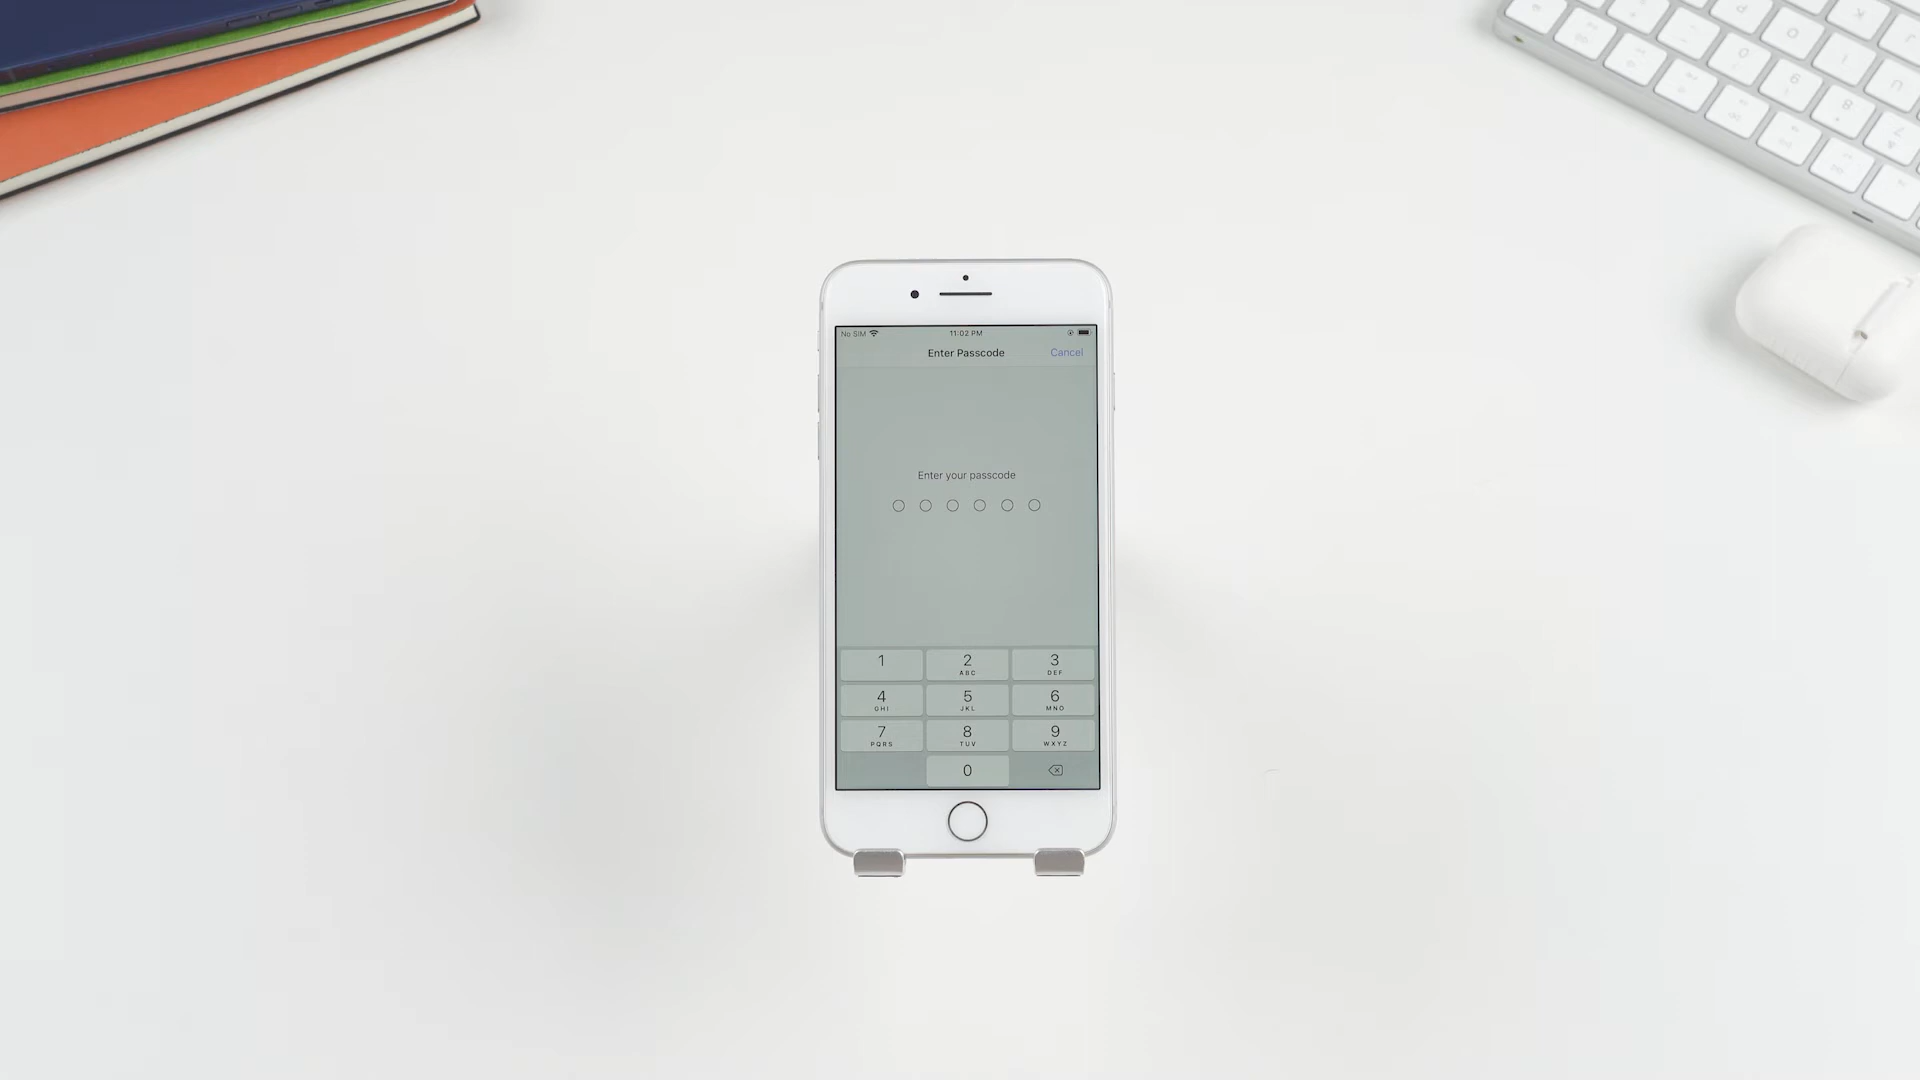 No SIM 11:02 PM
Enter Passcode Cancel
Enter your passcode
1 2 3
ABC DEF
4 5 6
GHI JKL MNO
7 8 9
PQRS TUV WXYZ
0